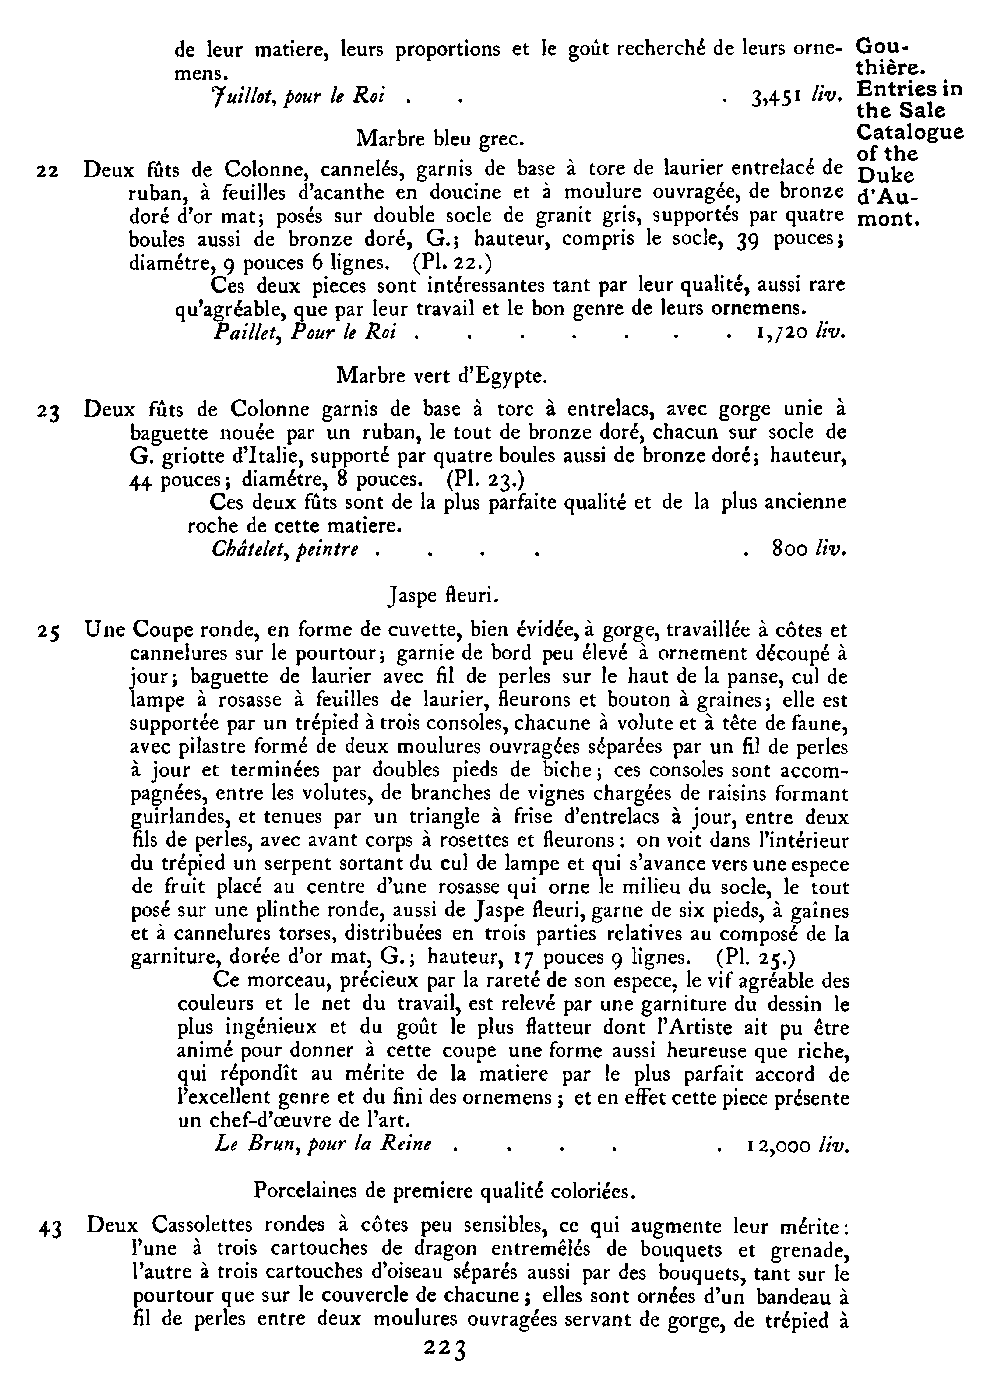 de leur matiere, leurs proportions et le goût recherché de leurs orne-
mens.
Juillot, pour le Roi . . . 3,451 liv.
Gou-
thière.
Entries in
the Sale
Catalogue
of the
Duke
d'Au-
mont.
Marbre bleu grec.
22 Deux fûts de Colonne, cannelés, garnis de base à tore de laurier entrelacé de
ruban, à feuilles d'acanthe en doucine et à moulure ouvragée, de bronze
doré d'or mat; posés sur double socle de granit gris, supportés par quatre
boules aussi de bronze doré, G.; hauteur, compris le socle, 39 pouces;
diamétre, 9 pouces 6 lignes. (Pl. 22.)
Ces deux pieces sont intéressantes tant par leur qualité, aussi rare
qu'agréable, que par leur travail et le bon genre de leurs ornemens.
Paillet, Pour le Roi . . . . . . . 1,720 liv.
Marbre vert d'Egypte.
23 Deux fûts de Colonne garnis de base à torc à entrelacs, avec gorge unie à
baguette nouée par un ruban, le tout de bronze doré, chacun sur socle de
G. griotte d'Italie, supporté par quatre boules aussi de bronze doré; hauteur,
44 pouces; diamétre, 8 pouces. (Pl. 23.)
Ces deux fûts sont de la plus parfaite qualité et de la plus ancienne
roche de cette matiere.
Châtelet, peintre . . . . . 800 liv.
Jaspe fleuri.
25 Une Coupe ronde, en forme de cuvette, bien évidée, à gorge, travaillée à côtes et
cannelures sur le pourtour; garnie de bord peu élevé à ornement découpé à
jour; baguette de laurier avec fil de perles sur le haut de la panse, cul de
lampe à rosasse à feuilles de laurier, fleurons et bouton à graines; elle est
supportée par un trépied à trois consoles, chacune à volute et à tête de faune,
avec pilastre formé de deux moulures ouvragées séparées par un fil de perles
à jour et terminées par doubles pieds de biche; ces consoles sont accom-
pagnées, entre les volutes, de branches de vignes chargées de raisins formant
guirlandes, et tenues par un triangle à frise d'entrelacs à jour, entre deux
fils de perles, avec avant corps à rosettes et fleurons: on voit dans l'intérieur
du trépied un serpent sortant du cul de lampe et qui s'avance vers une espece
de fruit placé au centre d'une rosasse qui orne le milieu du socle, le tout
posé sur une plinthe ronde, aussi de Jaspe fleuri, garne de six pieds, à gaînes
et à cannelures torses, distribuées en trois parties relatives au composé de la
garniture, dorée d'or mat, G.; hauteur, 17 pouces 9 lignes. (Pl. 25.)
Ce morceau, précieux par la rareté de son espece, le vif agréable des
couleurs et le net du travail, est relevé par une garniture du dessin le
plus ingénieux et du goût le plus flatteur dont l'Artiste ait pu être
animé pour donner à cette coupe une forme aussi heureuse que riche,
qui répondît au mérite de la matiere par le plus parfait accord de
l'excellent genre et du fini des ornemens; et en effet cette piece présente
un chef-d'œuvre de l'art.
Le Brun, pour la Reine . . . . . 12,000 liv.
Porcelaines de premiere qualité coloriées.
43 Deux Cassolettes rondes à côtes peu sensibles, ce qui augmente leur mérite:
l'une à trois cartouches de dragon entremêlés de bouquets et grenade,
l'autre à trois cartouches d'oiseau séparés aussi par des bouquets, tant sur le
pourtour que sur le couvercle de chacune; elles sont ornées d'un bandeau à
fil de perles entre deux moulures ouvragées servant de gorge, de trépied à
223